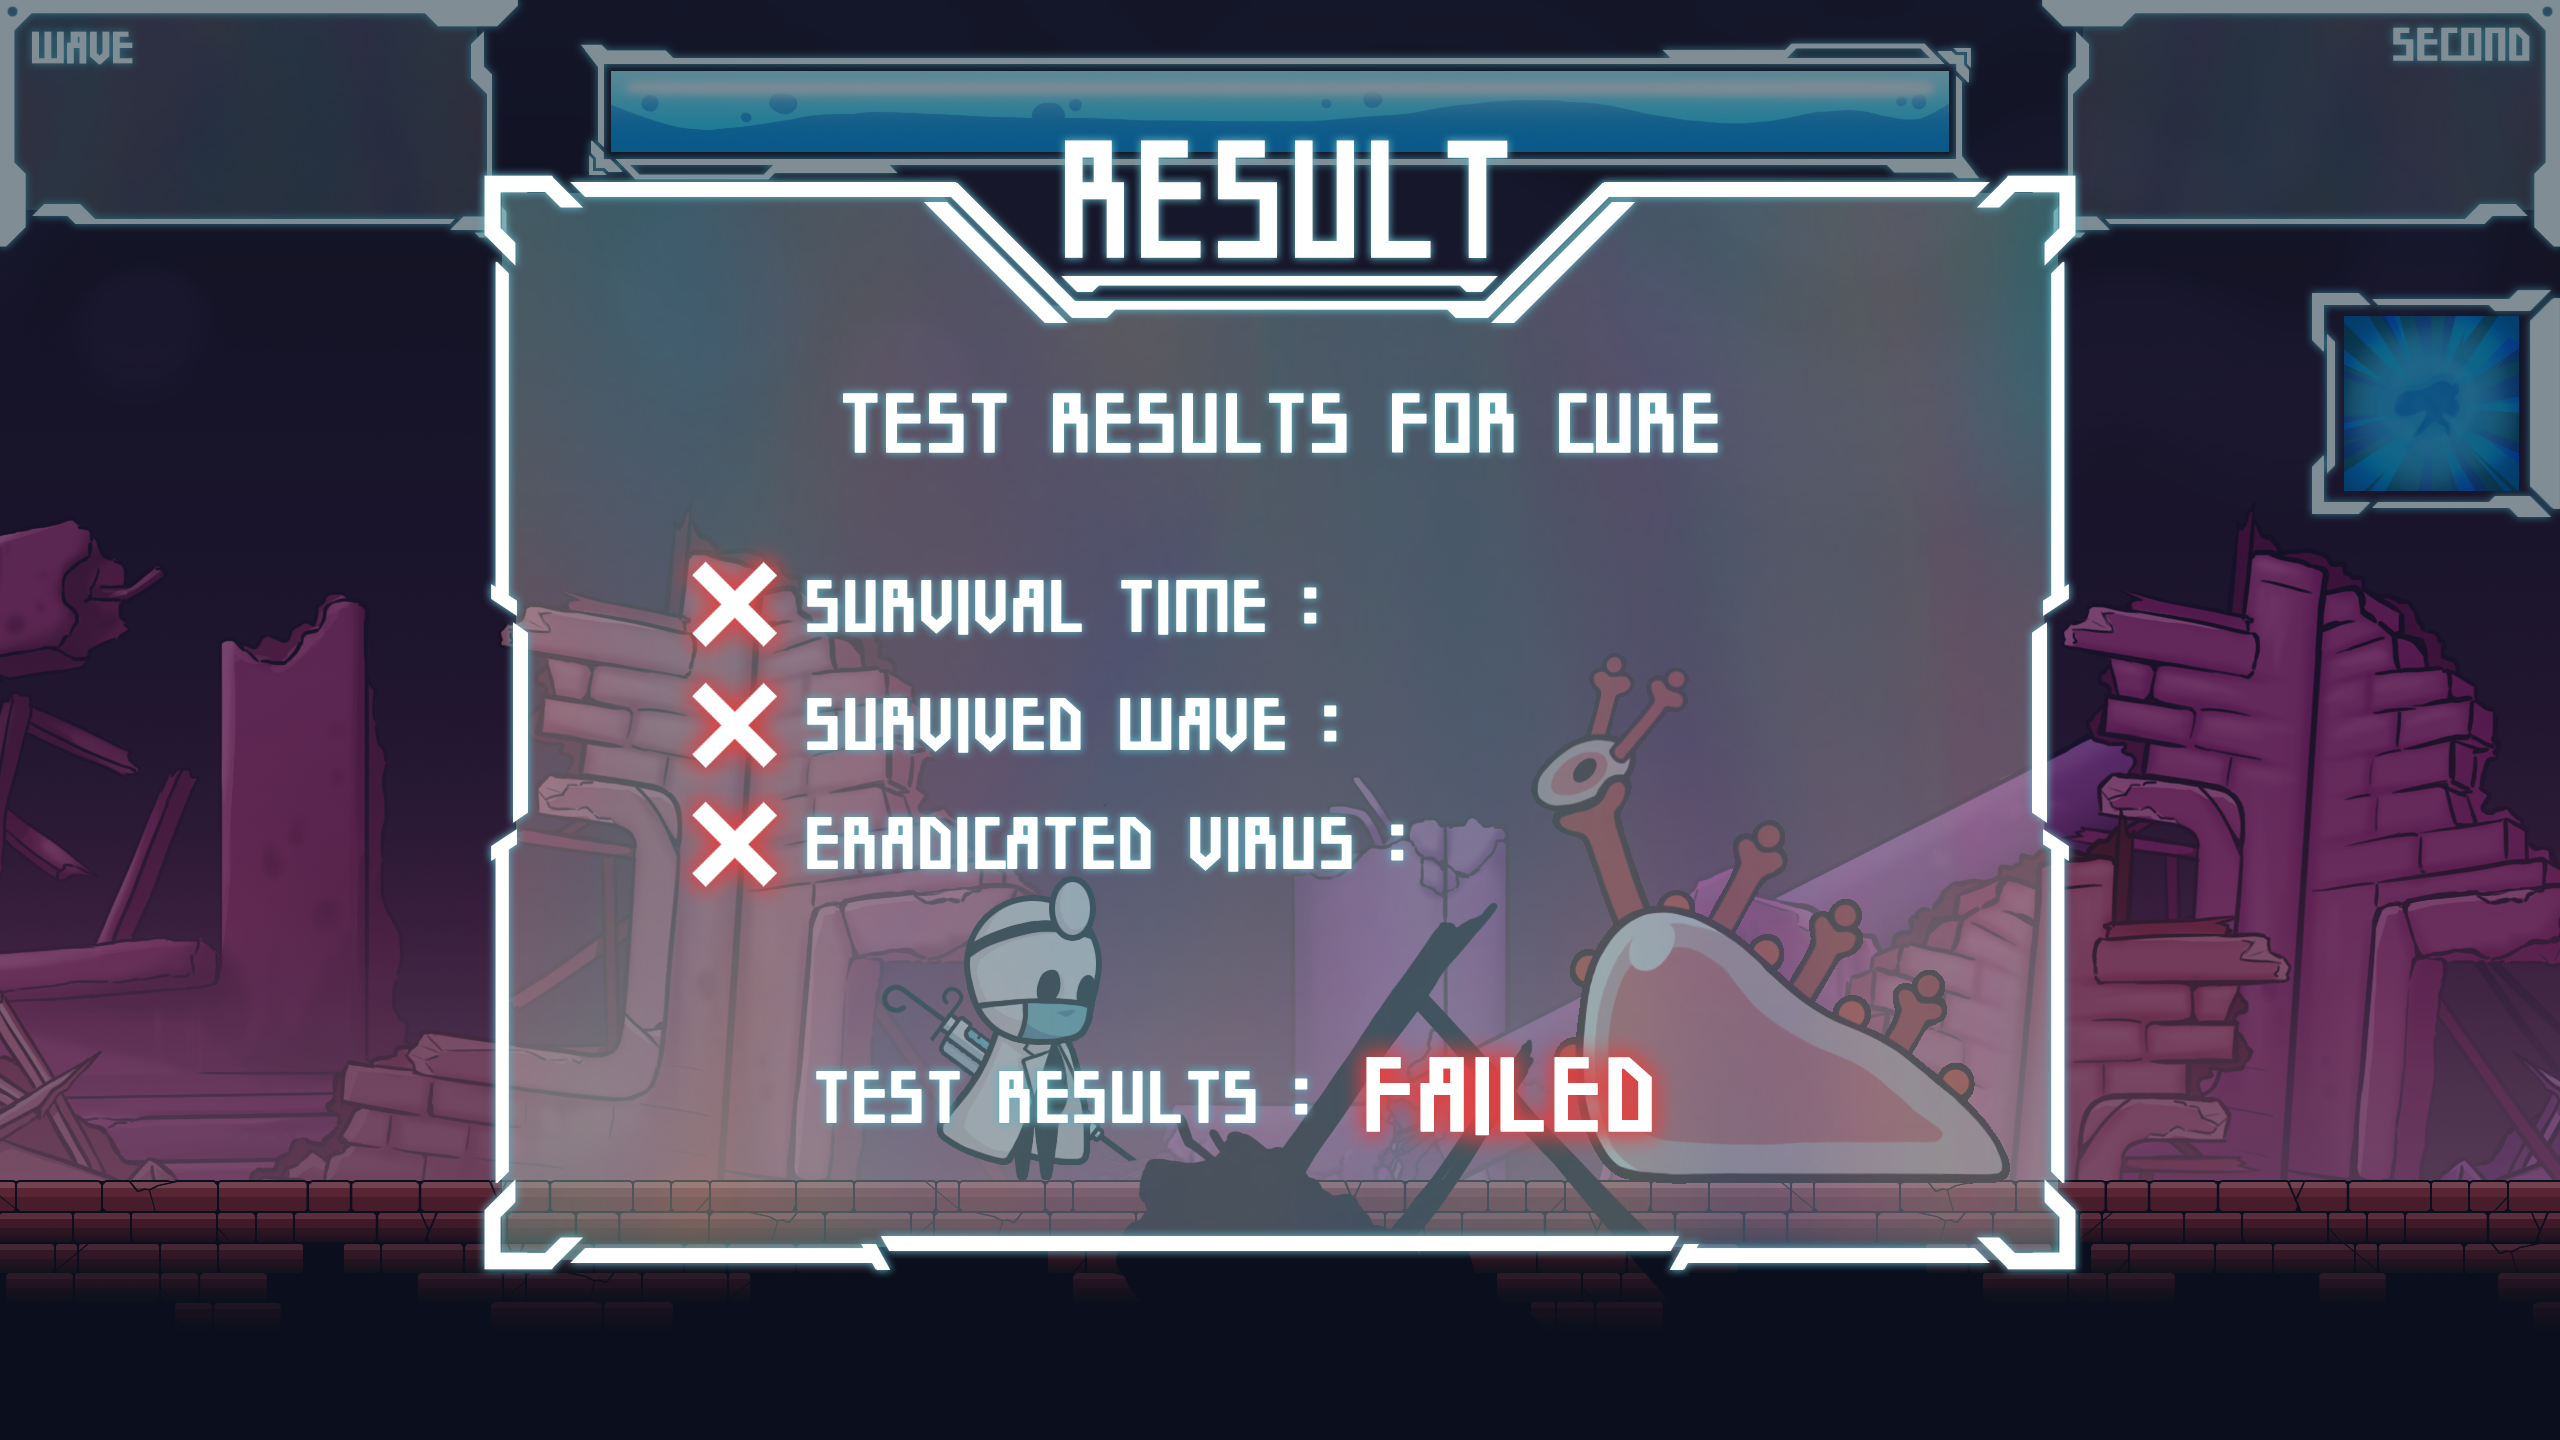 WAVE
SECOND
RESULT
TEST RESULTS FOR CURE
SURVIVAL TIME :
SURVIVED WAVE :
ERADICATED VIRUS :
TEST RESULTS : FAILED